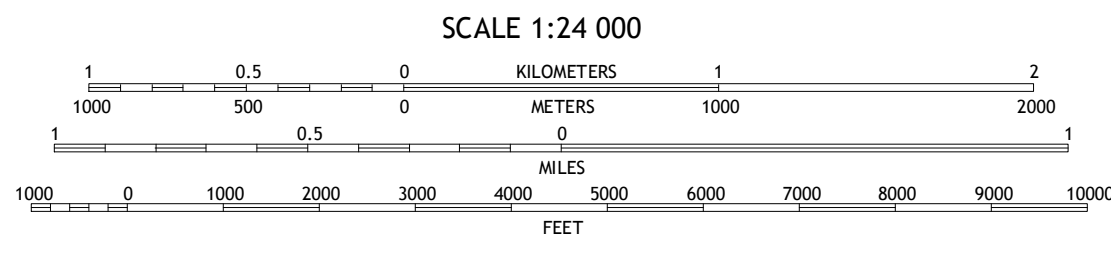 SCALE 1:24 000
1 0.5 0 KILOMETERS 1 2
1000 500 0 METERS 1000 2000
1 0.5 0 1
MILES
1000 0 1000 2000 3000 4000 5000 6000 7000 8000 9000 10000
FEET